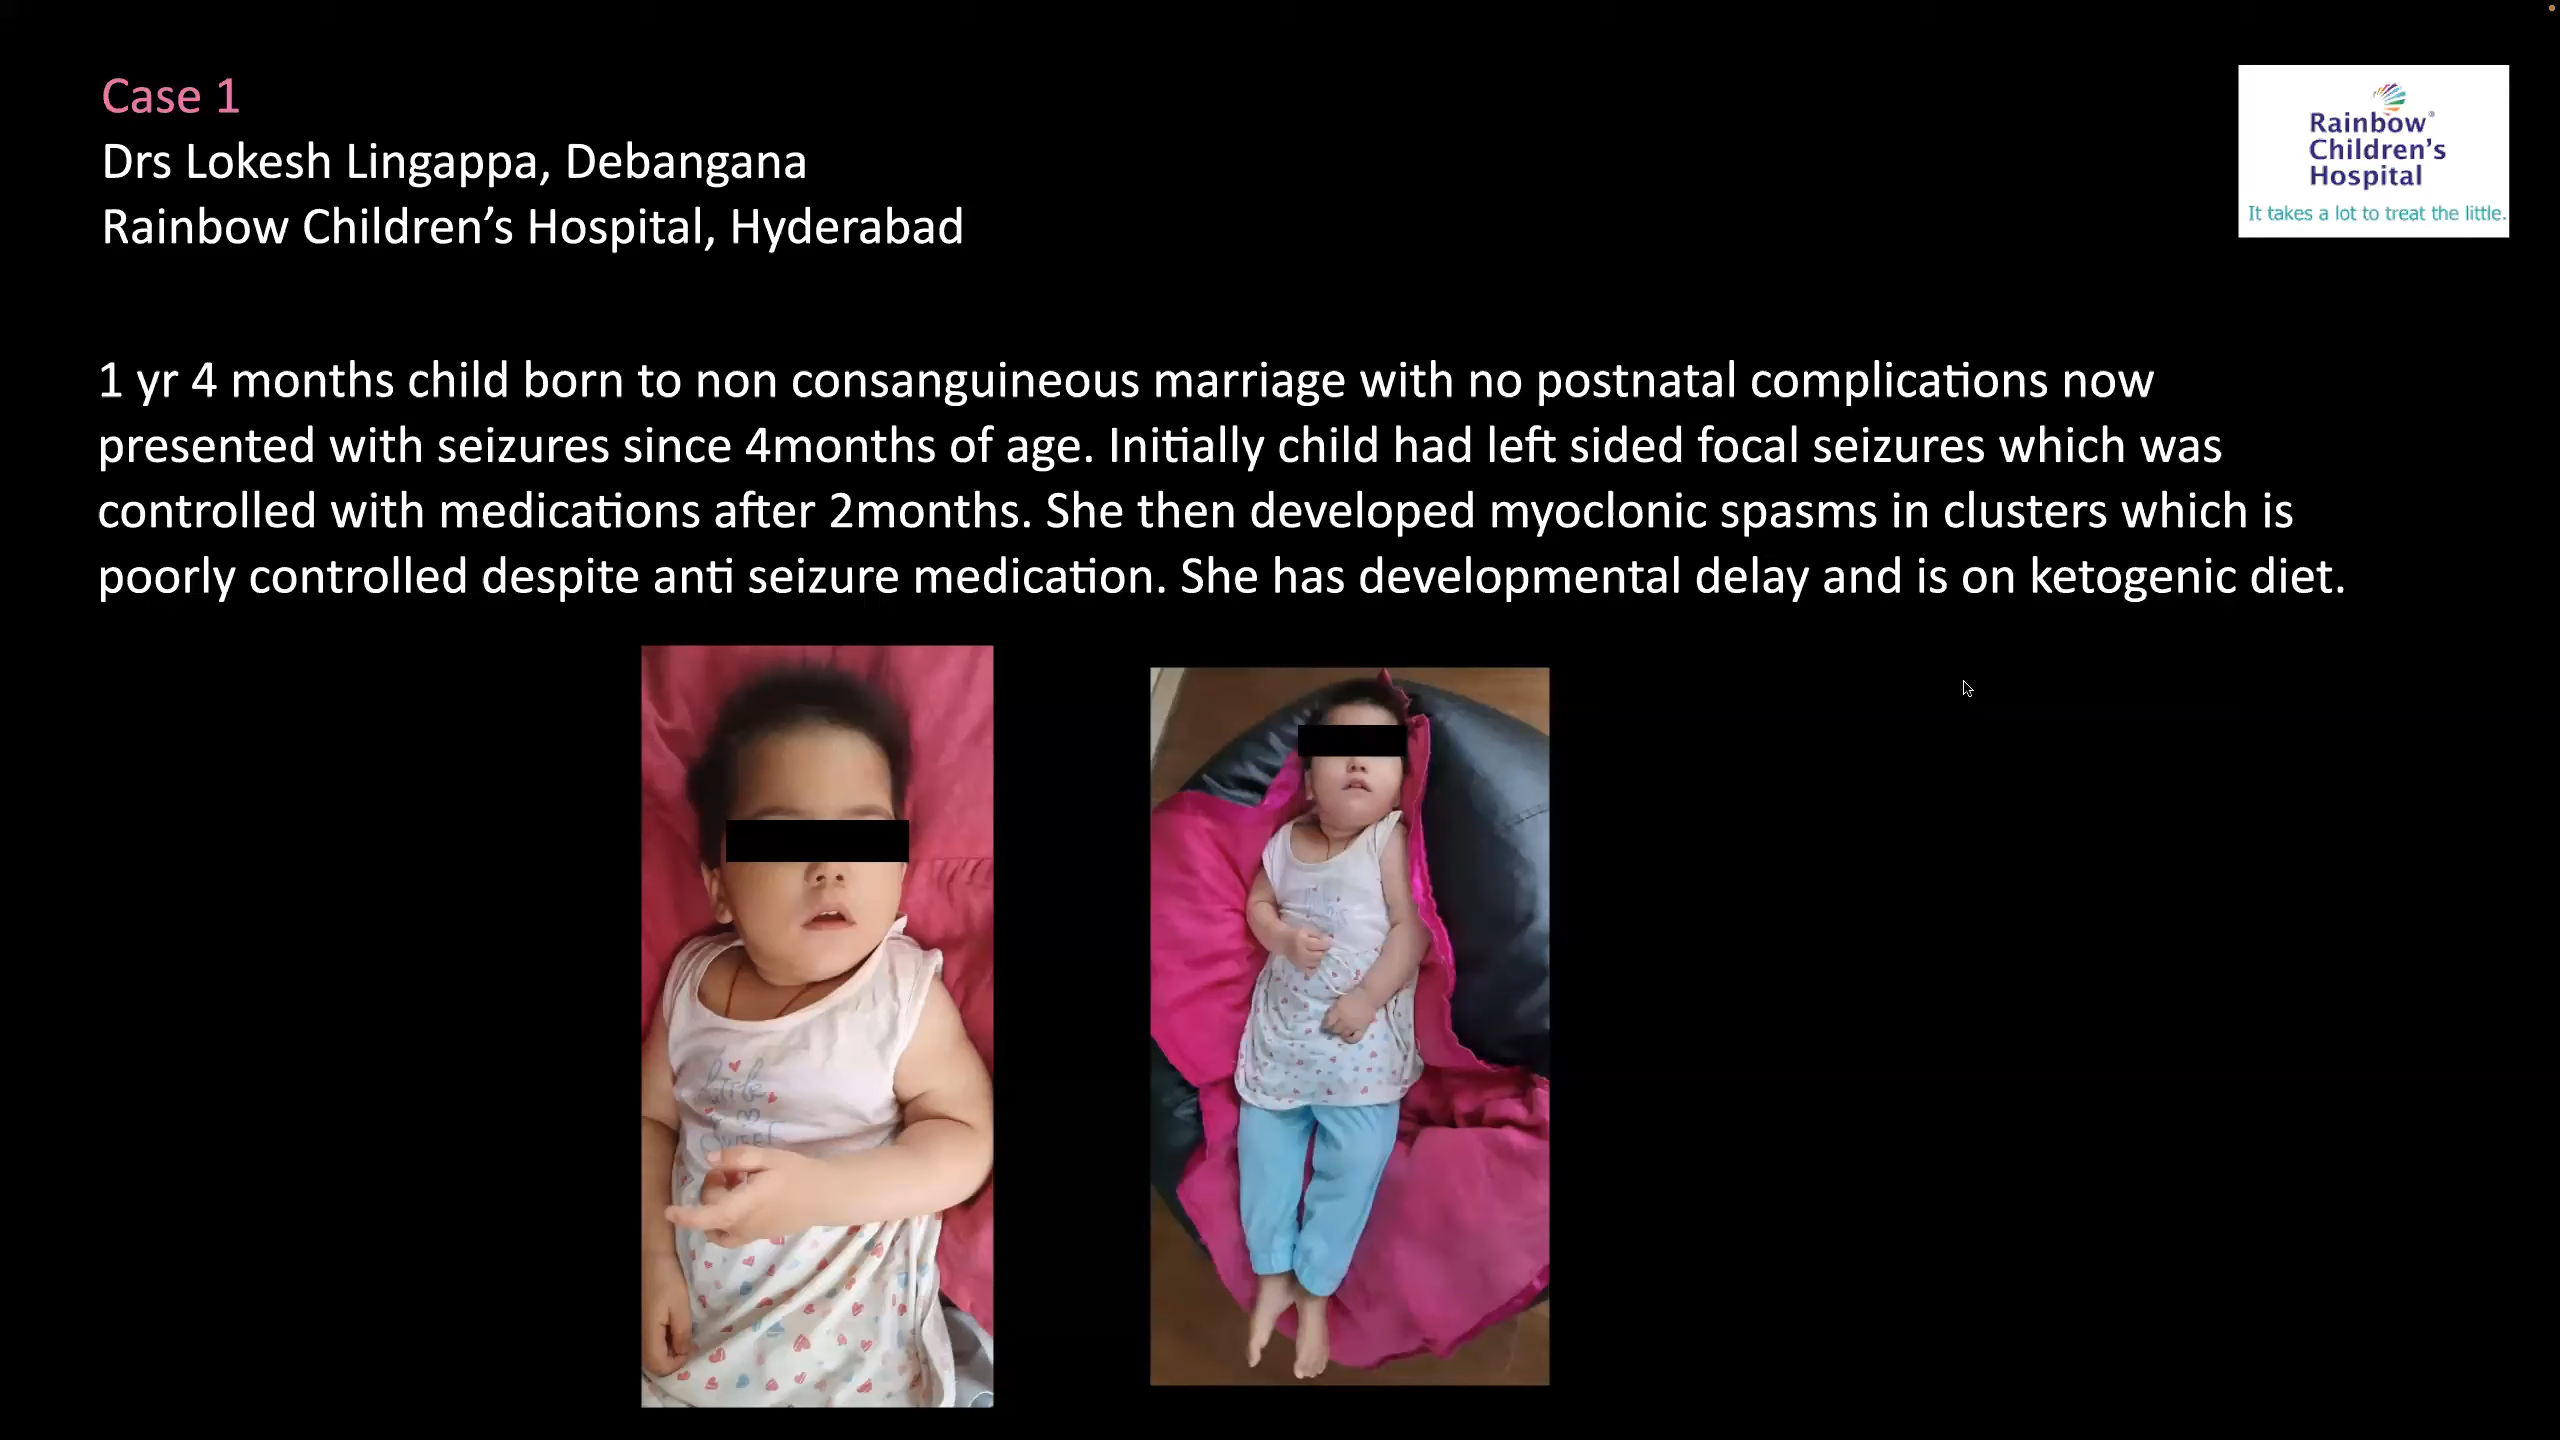 Case 1
Drs Lokesh Lingappa, Debangana
Rainbow Children’s Hospital, Hyderabad
Rainbow®
Children’s
Hospital
It takes a lot to treat the little.
1 yr 4 months child born to non consanguineous marriage with no postnatal complications now
presented with seizures since 4months of age. Initially child had left sided focal seizures which was
controlled with medications after 2months. She then developed myoclonic spasms in clusters which is
poorly controlled despite anti seizure medication. She has developmental delay and is on ketogenic diet.
little
SWEET